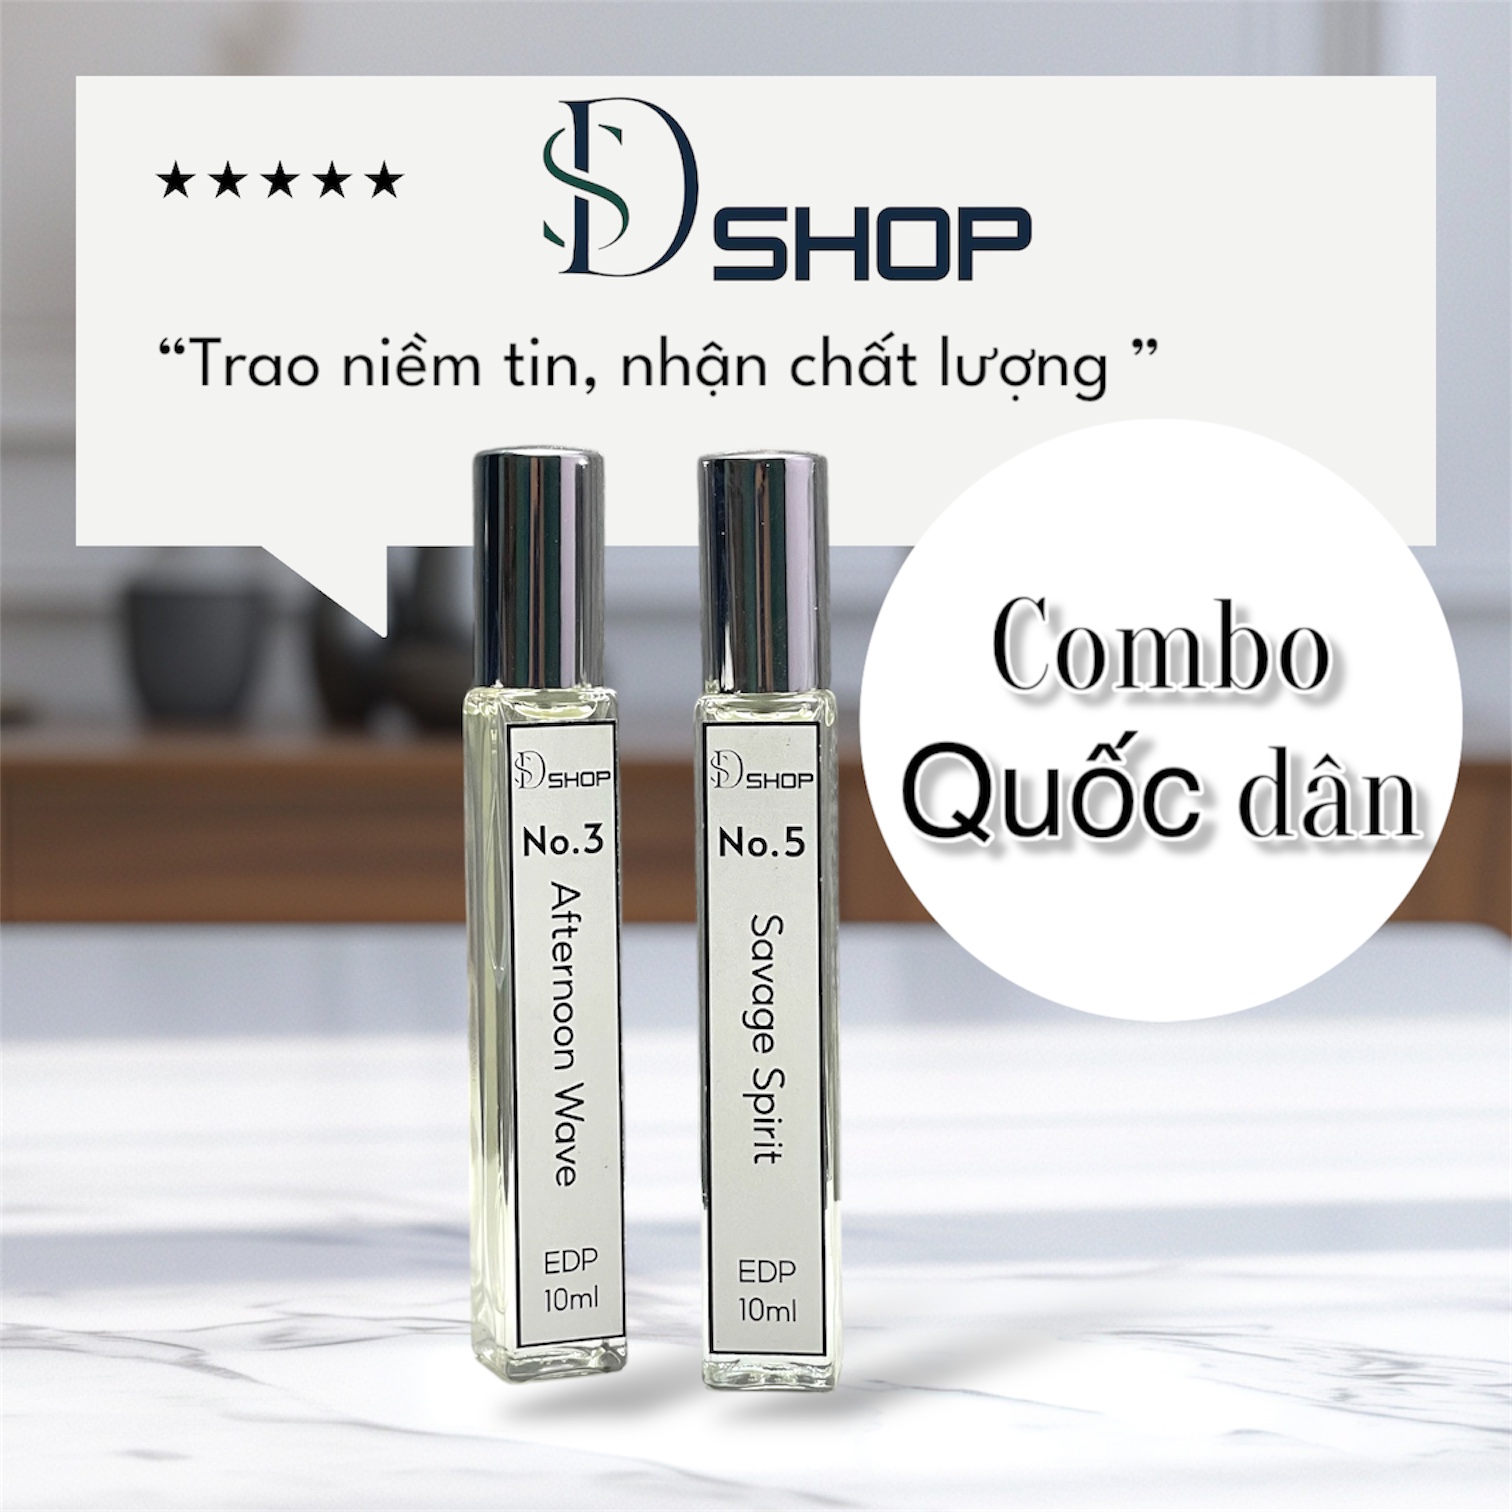 ★★★★★
SD SHOP
“Trao niềm tin, nhận chất lượng ”
Combo
Quốc dân
SD SHOP
No.3
Afternoon Wave
EDP
10ml
SD SHOP
No.5
Savage Spirit
EDP
10ml